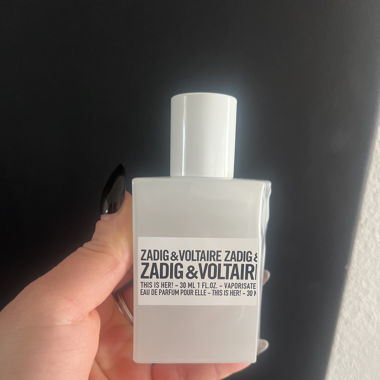 ZADIG & VOLTAIRE ZADIG &
ZADIG & VOLTAIR
THIS IS HER! – 30 ML 1 FL.OZ. – VAPORISATE
EAU DE PARFUM POUR ELLE – THIS IS HER! – 30 M